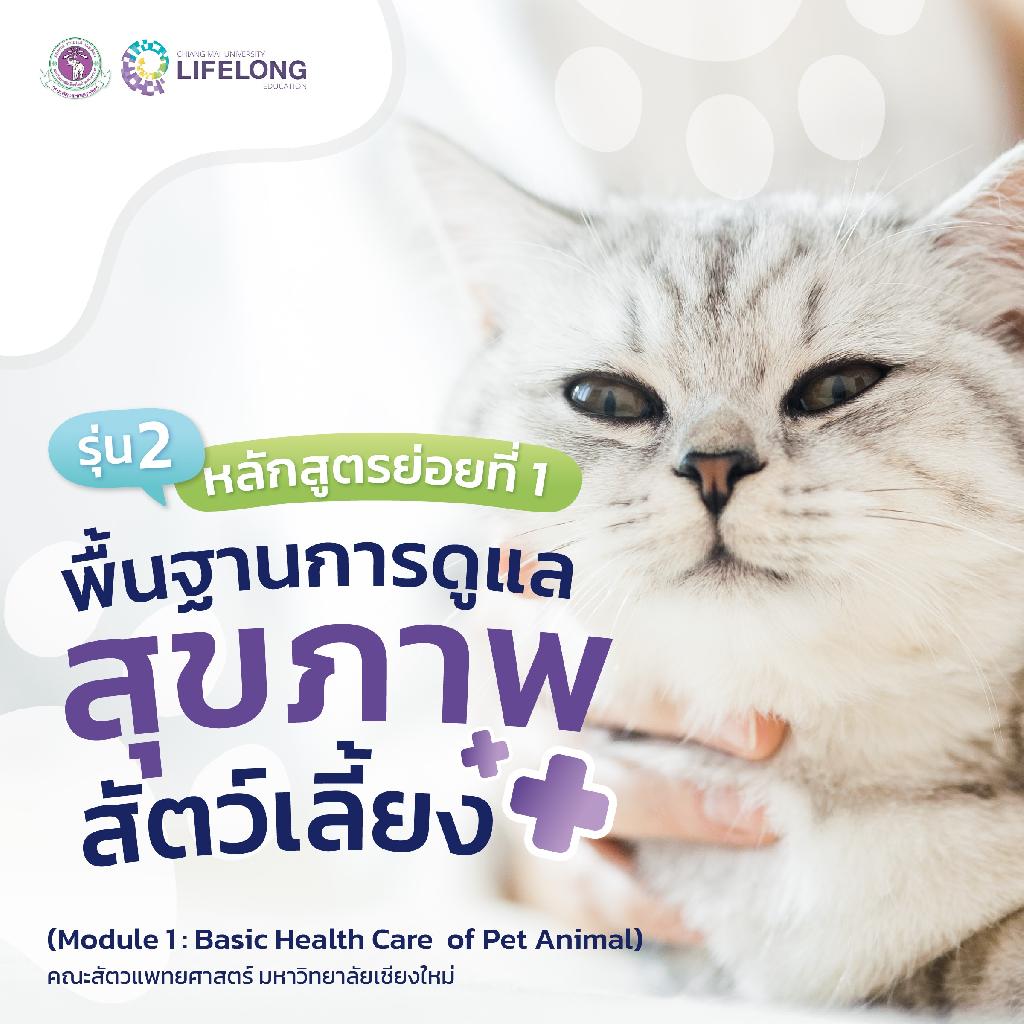 CHIANG MAI UNIVERSITY
LIFELONG
EDUCATION
รุ่น 2
หลักสูตรย่อยที่ 1
พื้นฐานการดูแล
สุขภาพ
สัตว์เลี้ยง
(Module 1 : Basic Health Care of Pet Animal)
คณะสัตวแพทยศาสตร์ มหาวิทยาลัยเชียงใหม่